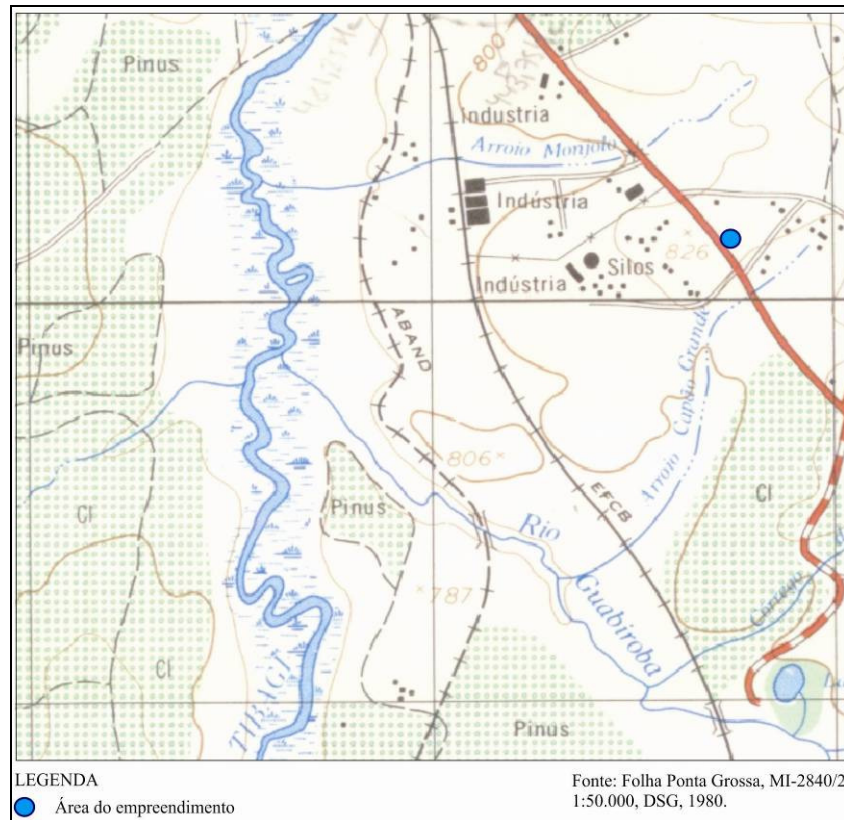 Pinus
800
industria
Arroio Monjolo
Indústria
826
Silos
Indústria
ABAND
Pinus
Arroio Capão Grande
806
EFCB
Pinus
Cl
Cl
Rio
Guabiroba
787
Córrego
Cl
TIBAGI
Pinus
LEGENDA
Área do empreendimento
Fonte: Folha Ponta Grossa, MI-2840/2
1:50.000, DSG, 1980.